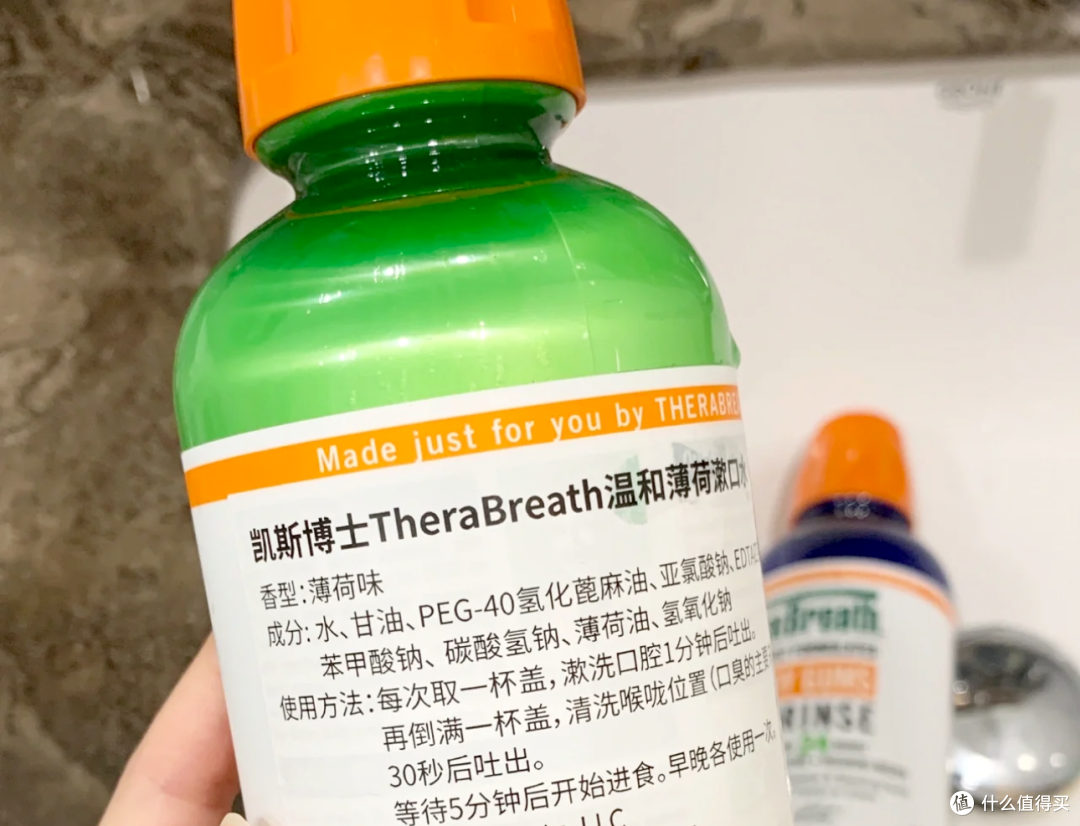 Made just for you by THERABRE
凯斯博士TheraBreath温和薄荷漱口水
香型:薄荷味
成分:水、甘油、PEG-40氢化蓖麻油、亚氯酸钠、EDTA
苯甲酸钠、碳酸氢钠、薄荷油、氢氧化钠
使用方法:每次取一杯盖,漱洗口腔1分钟后吐出。
再倒满一杯盖,清洗喉咙位置(口臭的主要
30秒后吐出。
等待5分钟后开始进食。早晚各使用一次。
LLC
Breath
GUMS
RINSE
24
值 什么值得买